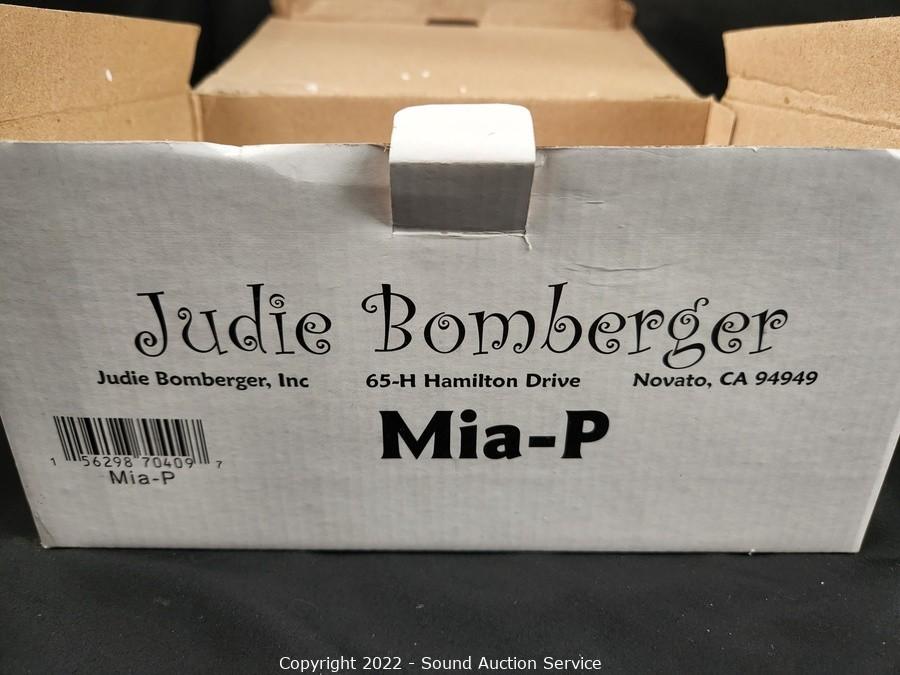 Judie Bomberger
Judie Bomberger, Inc 65-H Hamilton Drive Novato, CA 94949
Mia-P
1 56298 70409 7
Mia-P
Copyright 2022 - Sound Auction Service